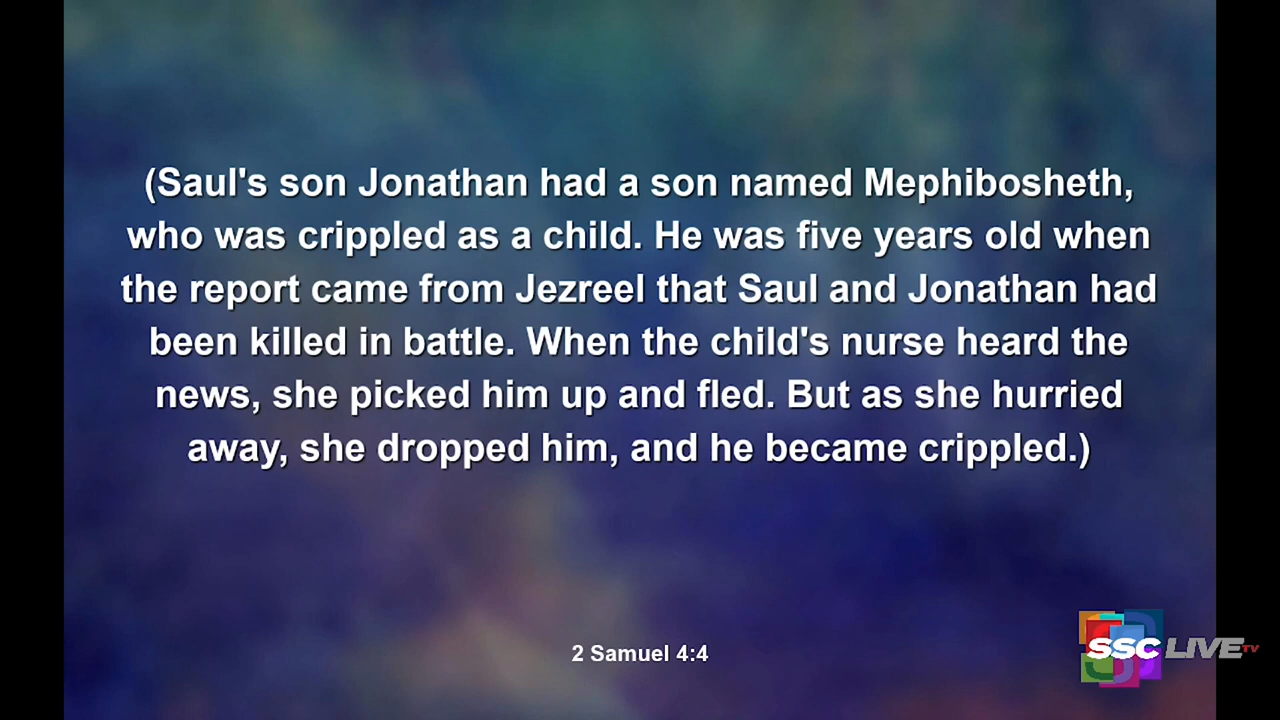 (Saul's son Jonathan had a son named Mephibosheth,
who was crippled as a child. He was five years old when
the report came from Jezreel that Saul and Jonathan had
been killed in battle. When the child's nurse heard the
news, she picked him up and fled. But as she hurried
away, she dropped him, and he became crippled.)
2 Samuel 4:4
SSC LIVE TV